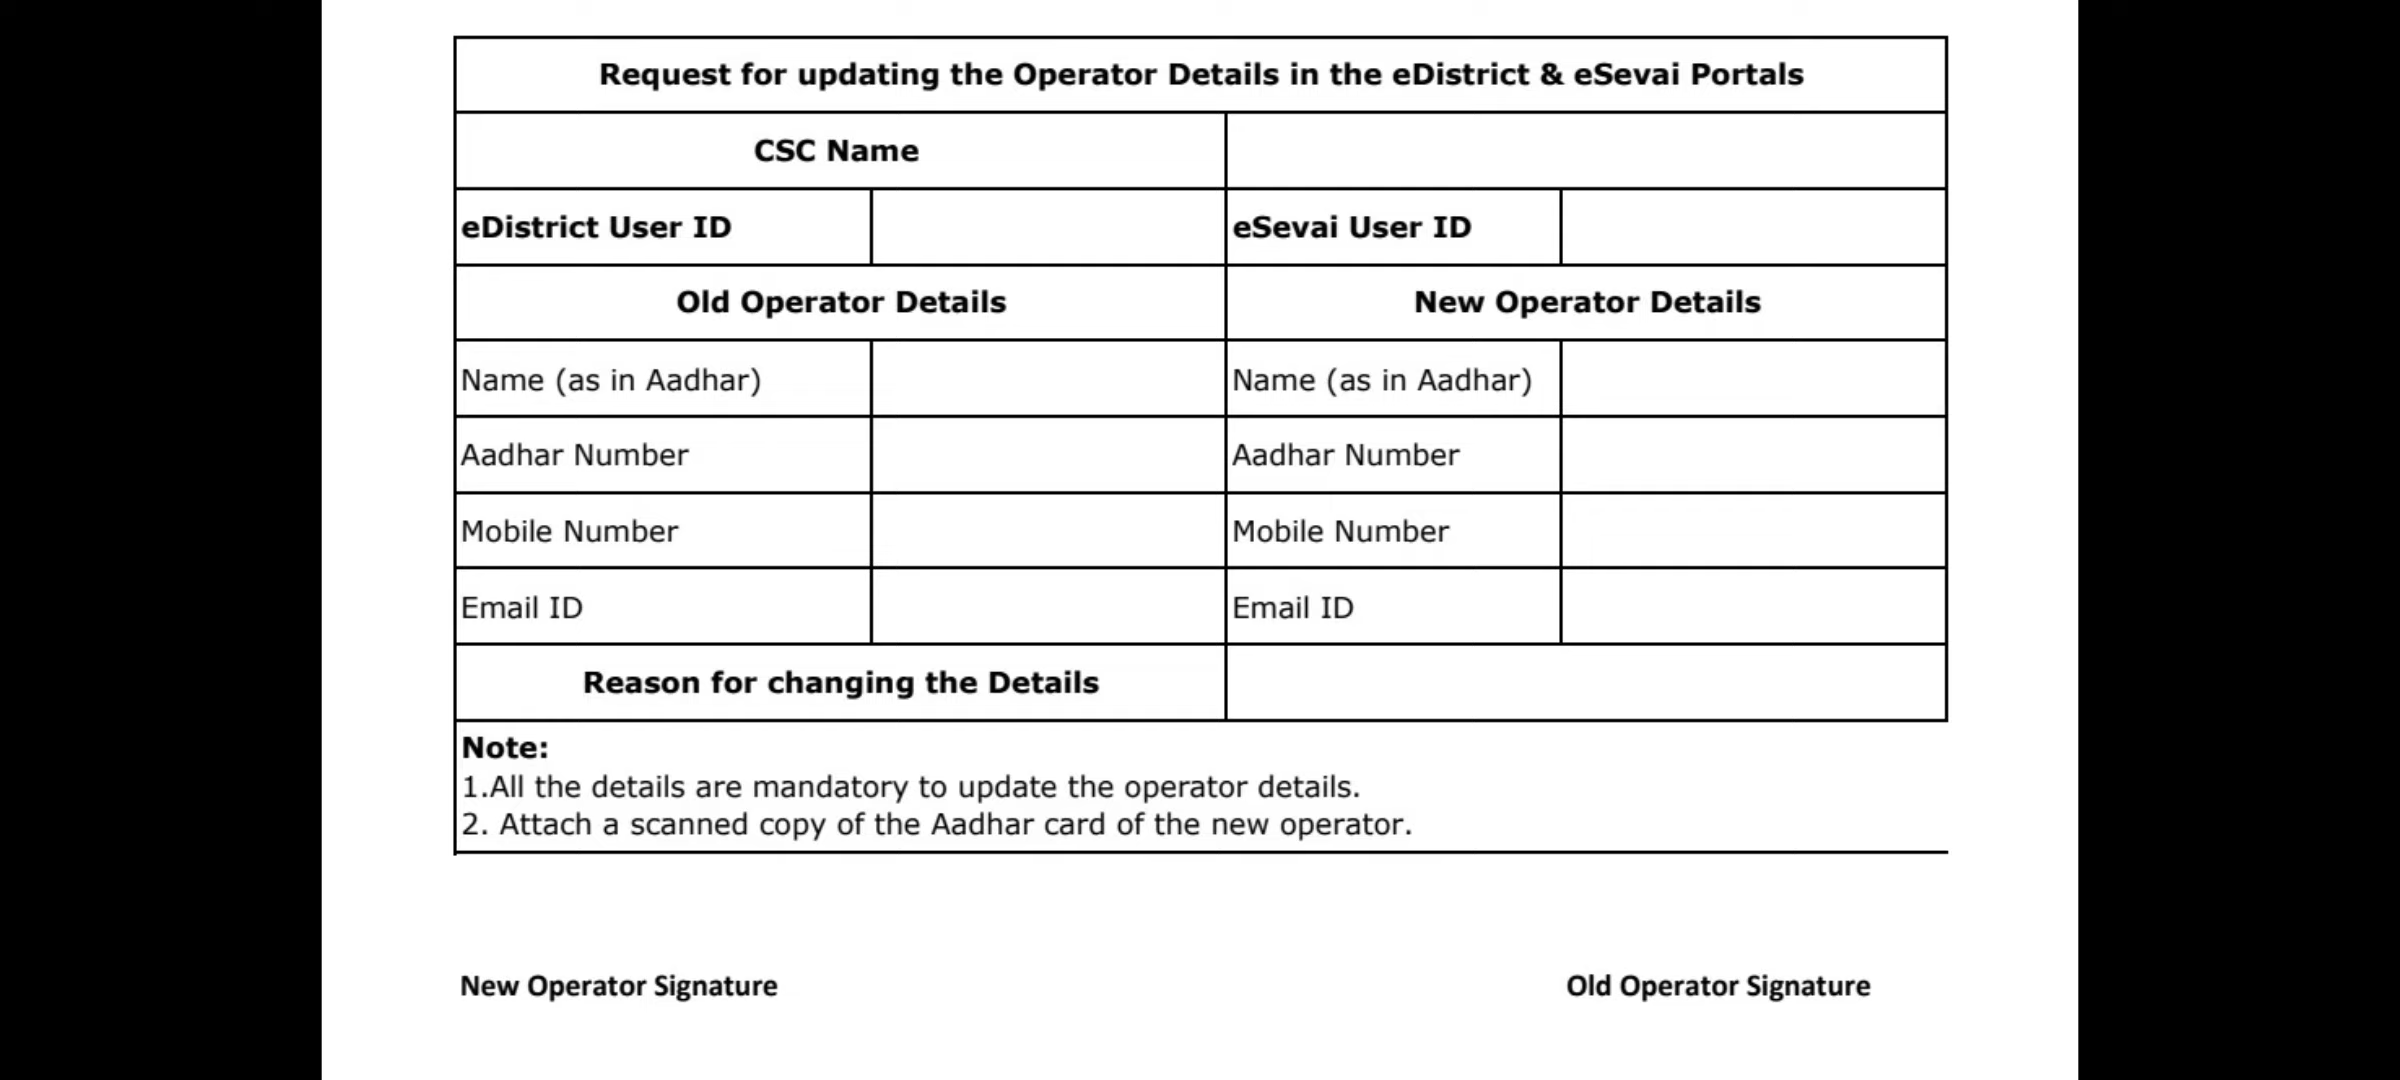 Request for updating the Operator Details in the eDistrict & eSevai Portals
CSC Name
eDistrict User ID eSevai User ID
Old Operator Details New Operator Details
Name (as in Aadhar) Name (as in Aadhar)
Aadhar Number Aadhar Number
Mobile Number Mobile Number
Email ID Email ID
Reason for changing the Details
Note:
1.All the details are mandatory to update the operator details.
2. Attach a scanned copy of the Aadhar card of the new operator.
New Operator Signature Old Operator Signature